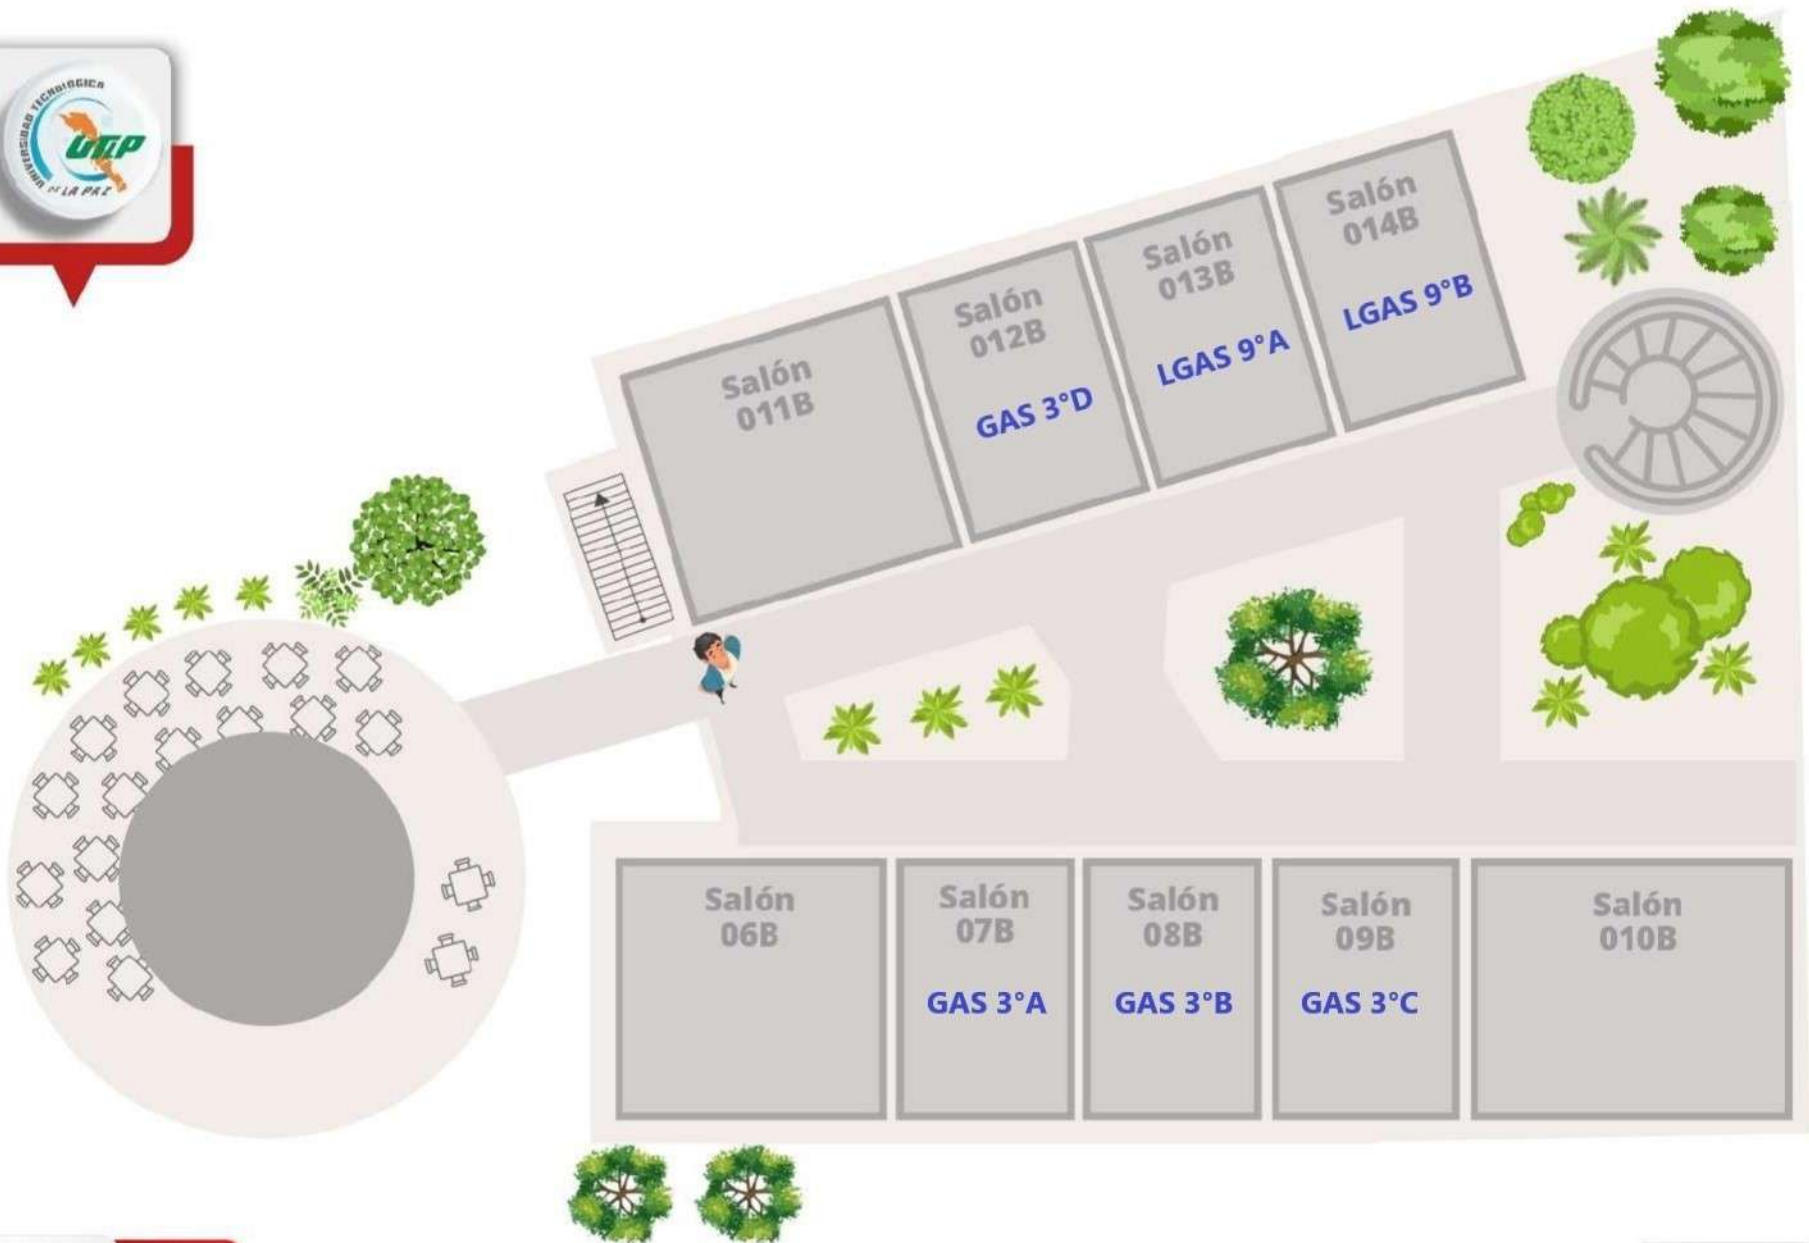 UNIVERSIDAD TECNOLÓGICA
UTLP
DE LA PAZ
Salón
011B
Salón
012B
GAS 3°D
Salón
013B
LGAS 9°A
Salón
014B
LGAS 9°B
Salón
06B
Salón
07B
GAS 3°A
Salón
08B
GAS 3°B
Salón
09B
GAS 3°C
Salón
010B